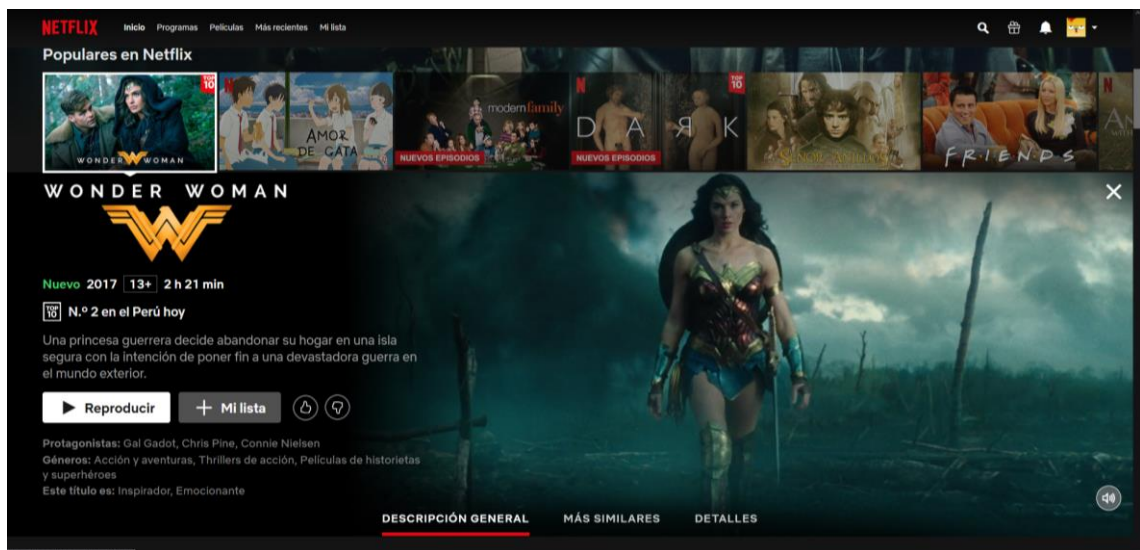 NETFLIX Inicio Programas Películas Más recientes Mi lista
Populares en Netflix
TOP 10
WONDER WOMAN
N
AMOR
DE GATA
modern family
NUEVOS EPISODIOS
N
TOP 10
D A Я K
NUEVOS EPISODIOS
FRIENDS
N
WONDER WOMAN
Nuevo 2017 13+ 2 h 21 min
TOP 10 N.º 2 en el Perú hoy
Una princesa guerrera decide abandonar su hogar en una isla
segura con la intención de poner fin a una devastadora guerra en
el mundo exterior.
Reproducir Mi lista
Protagonistas: Gal Gadot, Chris Pine, Connie Nielsen
Géneros: Acción y aventuras, Thrillers de acción, Películas de historietas
y superhéroes
Este título es: Inspirador, Emocionante
DESCRIPCIÓN GENERAL MÁS SIMILARES DETALLES